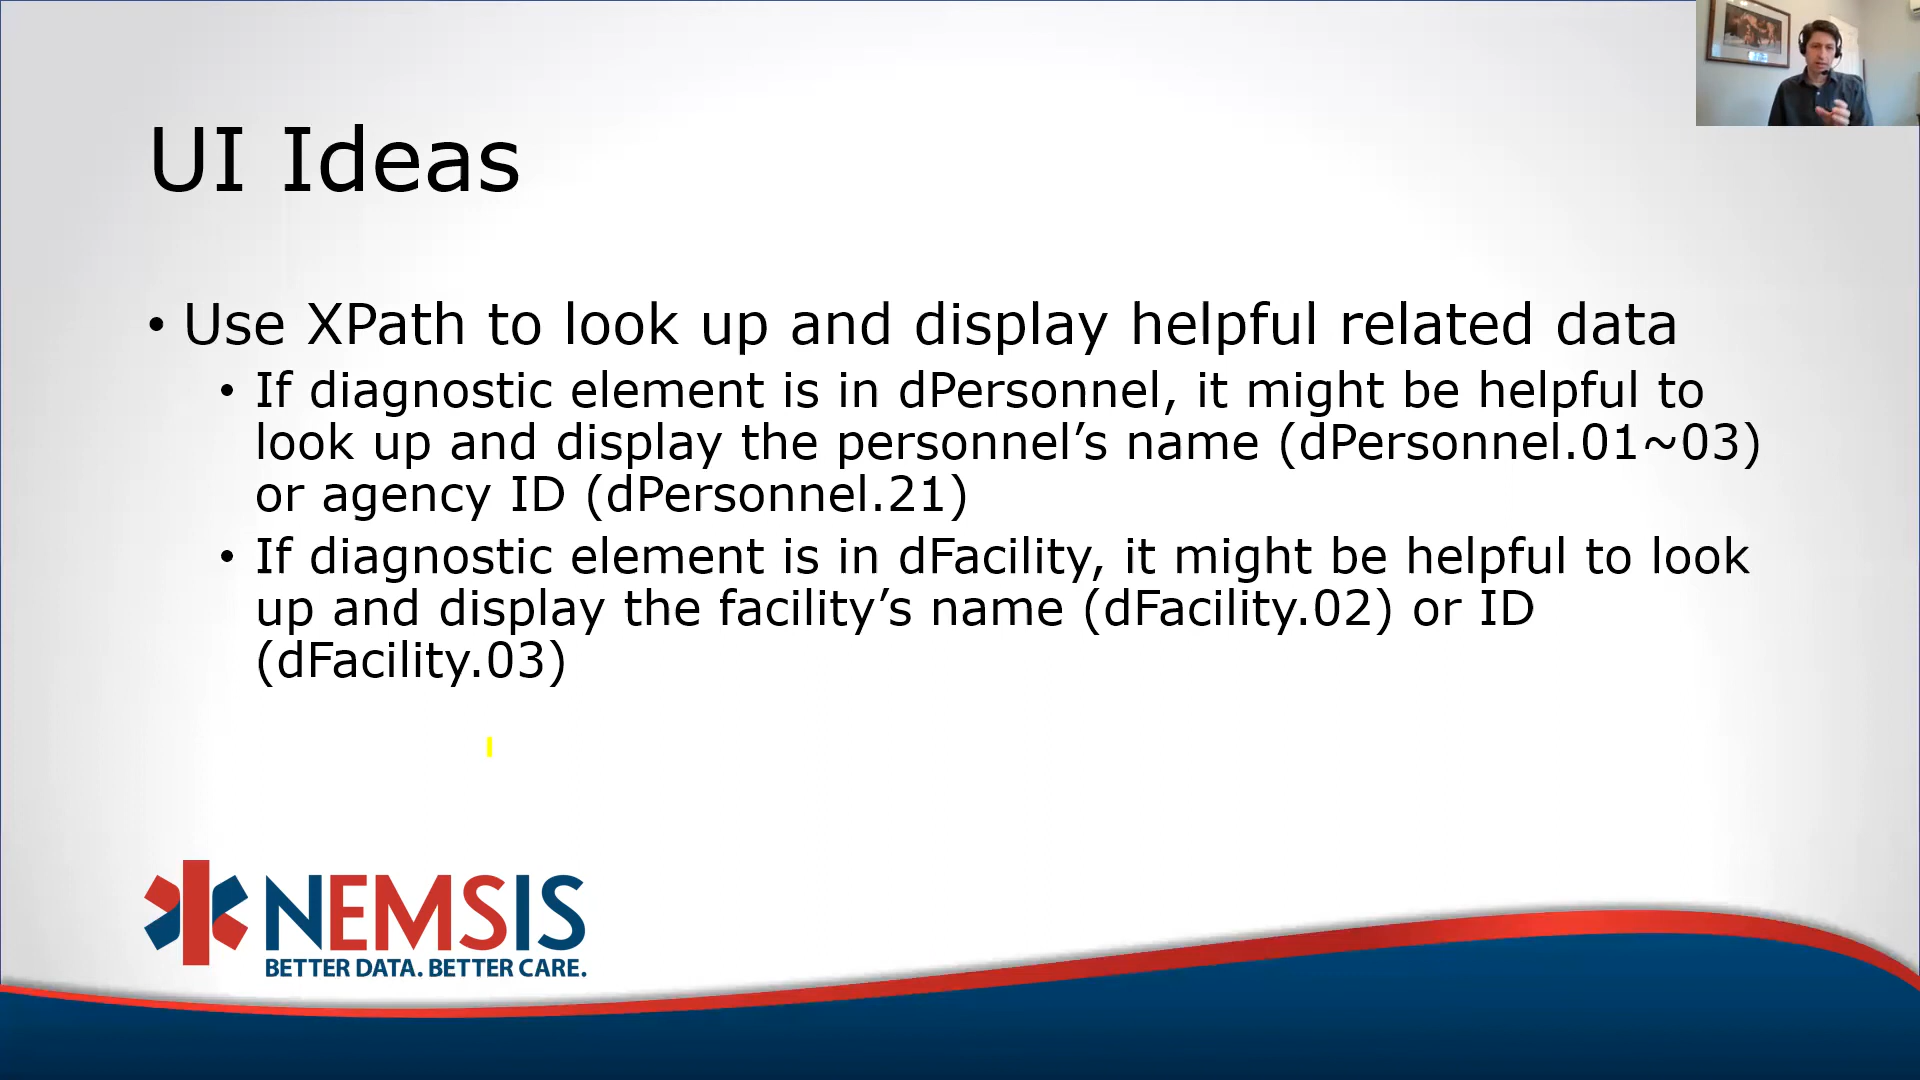 UI Ideas
• Use XPath to look up and display helpful related data
• If diagnostic element is in dPersonnel, it might be helpful to
look up and display the personnel’s name (dPersonnel.01~03)
or agency ID (dPersonnel.21)
• If diagnostic element is in dFacility, it might be helpful to look
up and display the facility’s name (dFacility.02) or ID
(dFacility.03)
NEMSIS
BETTER DATA. BETTER CARE.